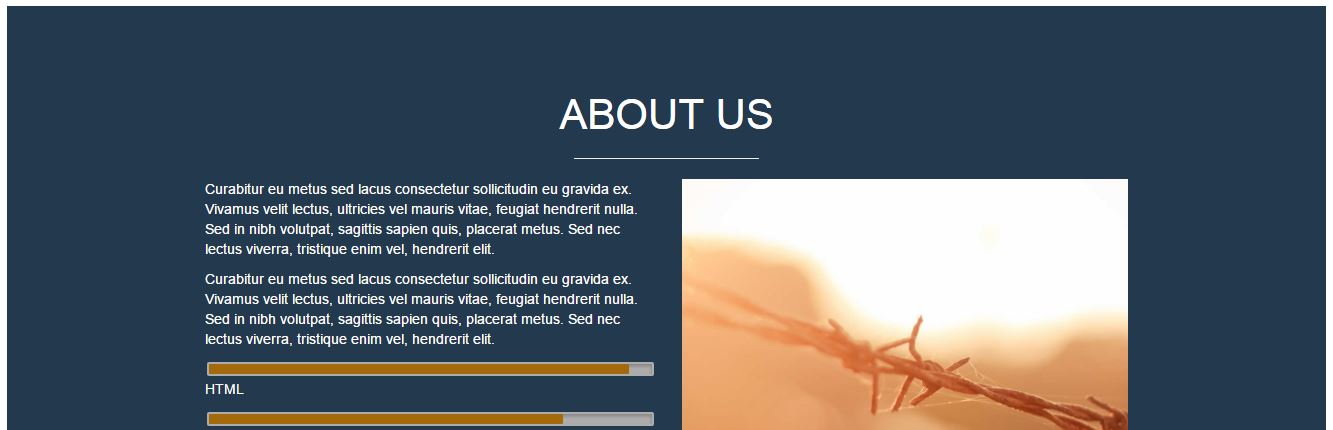 ABOUT US
Curabitur eu metus sed lacus consectetur sollicitudin eu gravida ex.
Vivamus velit lectus, ultricies vel mauris vitae, feugiat hendrerit nulla.
Sed in nibh volutpat, sagittis sapien quis, placerat metus. Sed nec
lectus viverra, tristique enim vel, hendrerit elit.
Curabitur eu metus sed lacus consectetur sollicitudin eu gravida ex.
Vivamus velit lectus, ultricies vel mauris vitae, feugiat hendrerit nulla.
Sed in nibh volutpat, sagittis sapien quis, placerat metus. Sed nec
lectus viverra, tristique enim vel, hendrerit elit.
HTML